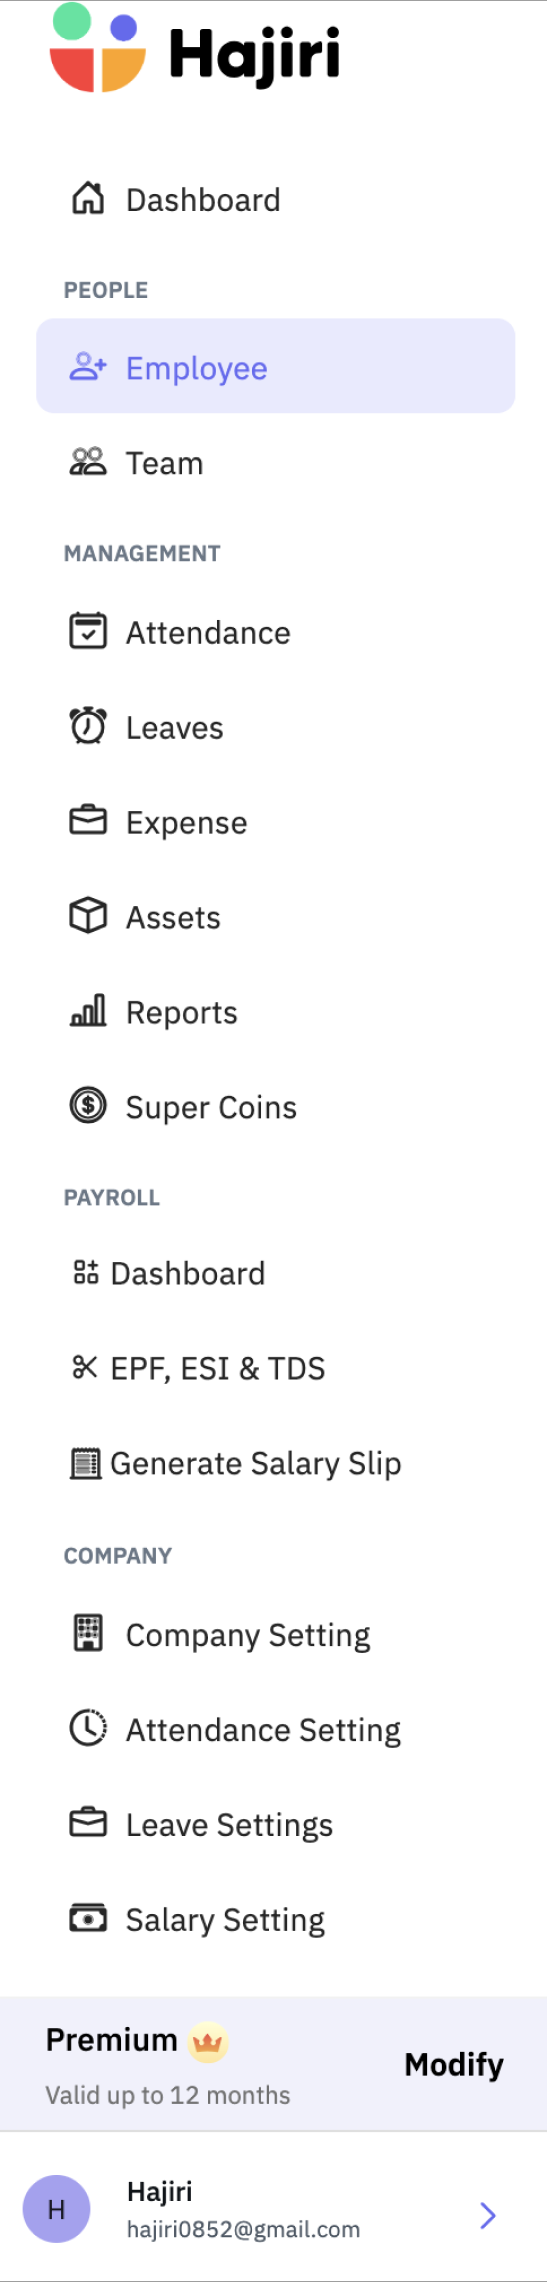 Hajiri
Dashboard
PEOPLE
Employee
Team
MANAGEMENT
Attendance
Leaves
Expense
Assets
Reports
Super Coins
PAYROLL
Dashboard
EPF, ESI & TDS
Generate Salary Slip
COMPANY
Company Setting
Attendance Setting
Leave Settings
Salary Setting
Premium
Modify
Valid up to 12 months
H
Hajiri
hajiri0852@gmail.com